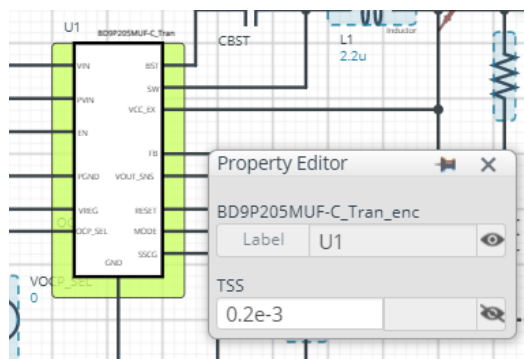 U1
BD9P205MUF-C_Tran
VIN
PVIN
EN
PGND
VREG
OCP_SEL
GND
BST
SW
VCC_EX
FB
VOUT_SNS
RESET
MODE
SSCG
CBST
L1
2.2u
Inductor
VOCP_SEL
0
Property Editor
BD9P205MUF-C_Tran_enc
Label
U1
TSS
0.2e-3